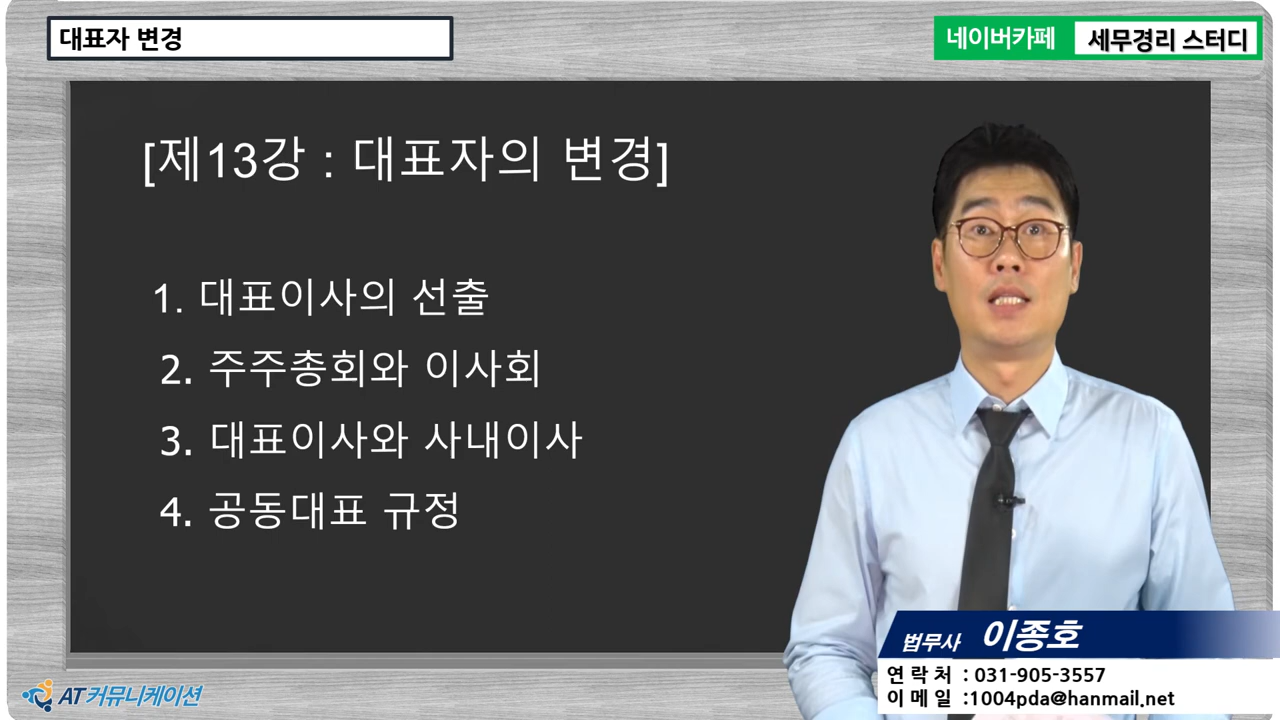 대표자 변경
네이버카페 세무경리 스터디
[제13강 : 대표자의 변경]
1. 대표이사의 선출
2. 주주총회와 이사회
3. 대표이사와 사내이사
4. 공동대표 규정
법무사 이종호
연 락 처 : 031-905-3557
이 메 일 :1004pda@hanmail.net
AT커뮤니케이션